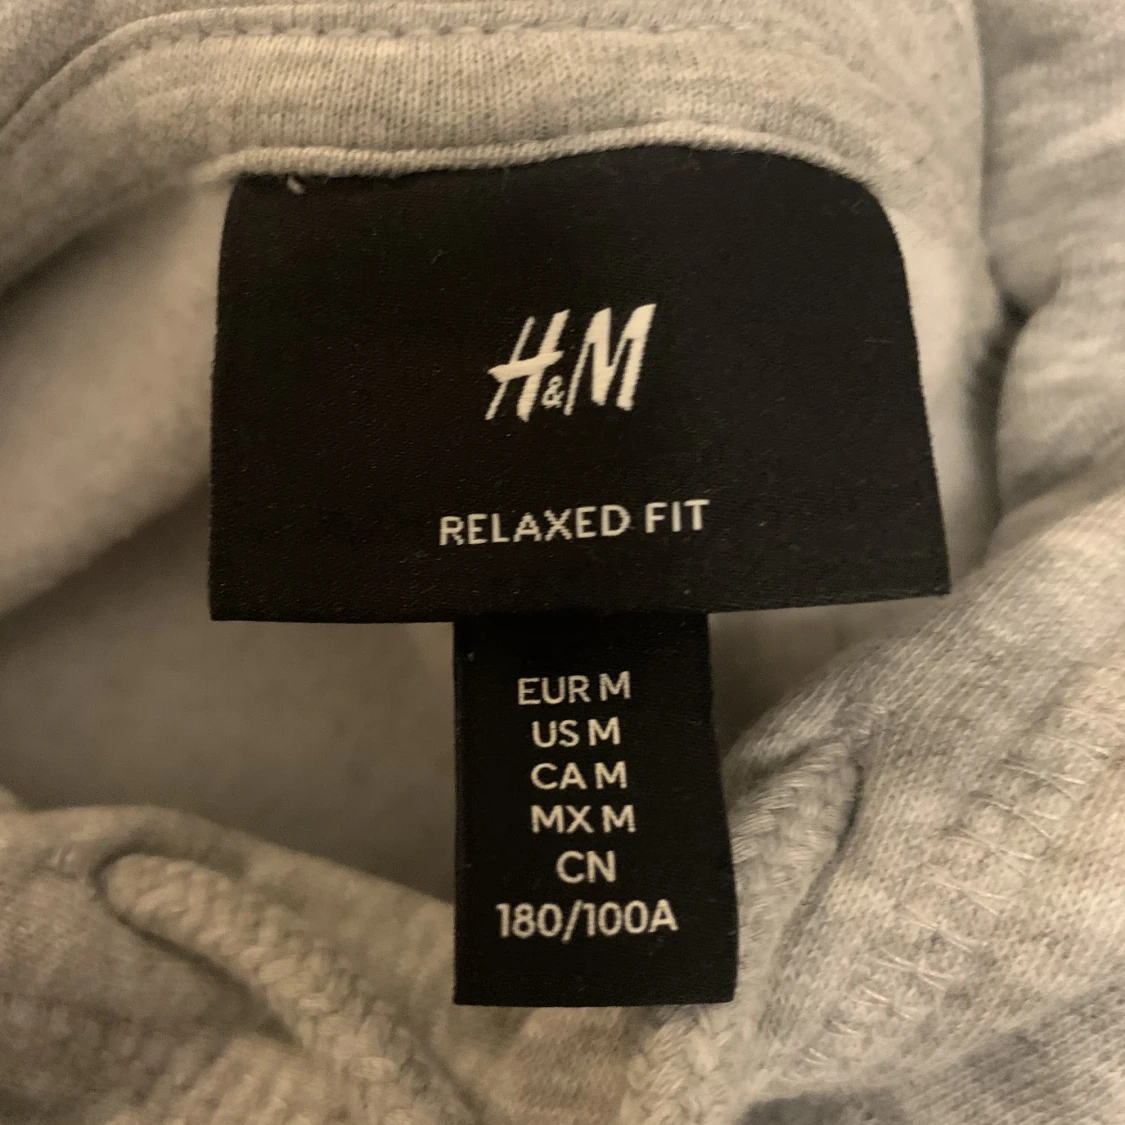 H&M
RELAXED FIT
EUR M
US M
CA M
MX M
CN
180/100A